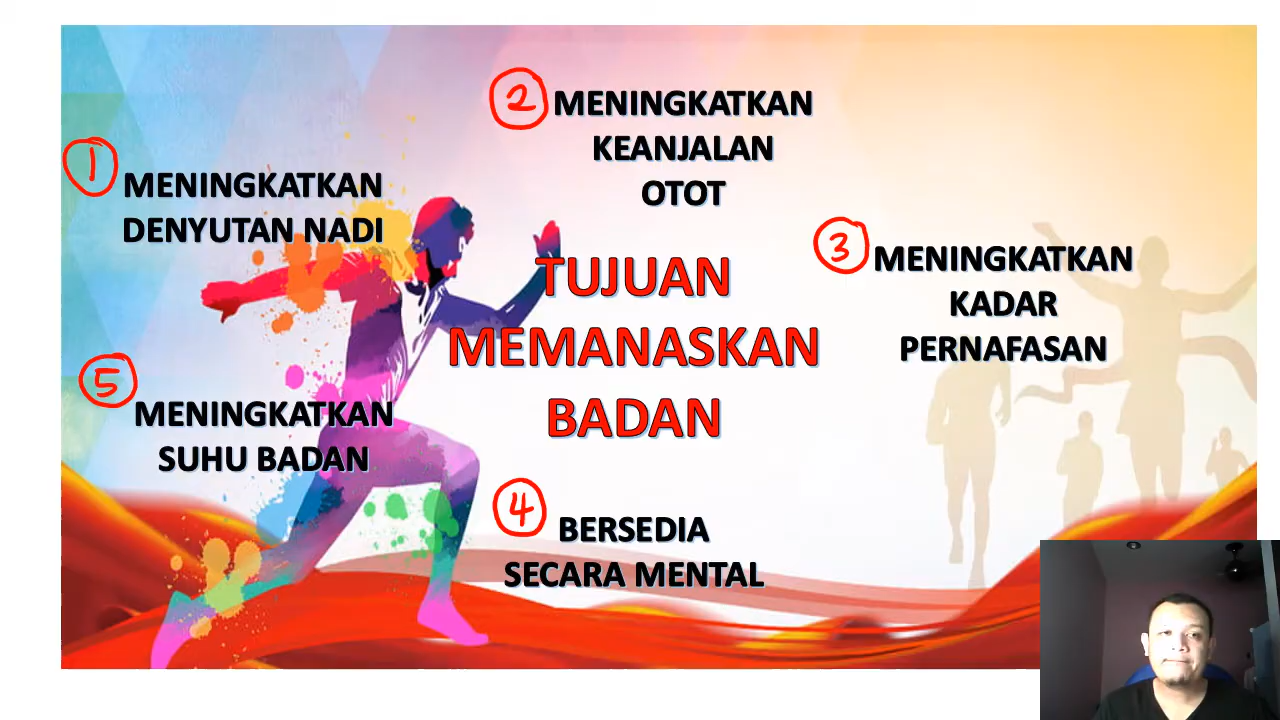 TUJUAN
MEMANASKAN
BADAN
1
MENINGKATKAN
DENYUTAN NADI
2
MENINGKATKAN
KEANJALAN
OTOT
3
MENINGKATKAN
KADAR
PERNAFASAN
4
BERSEDIA
SECARA MENTAL
5
MENINGKATKAN
SUHU BADAN